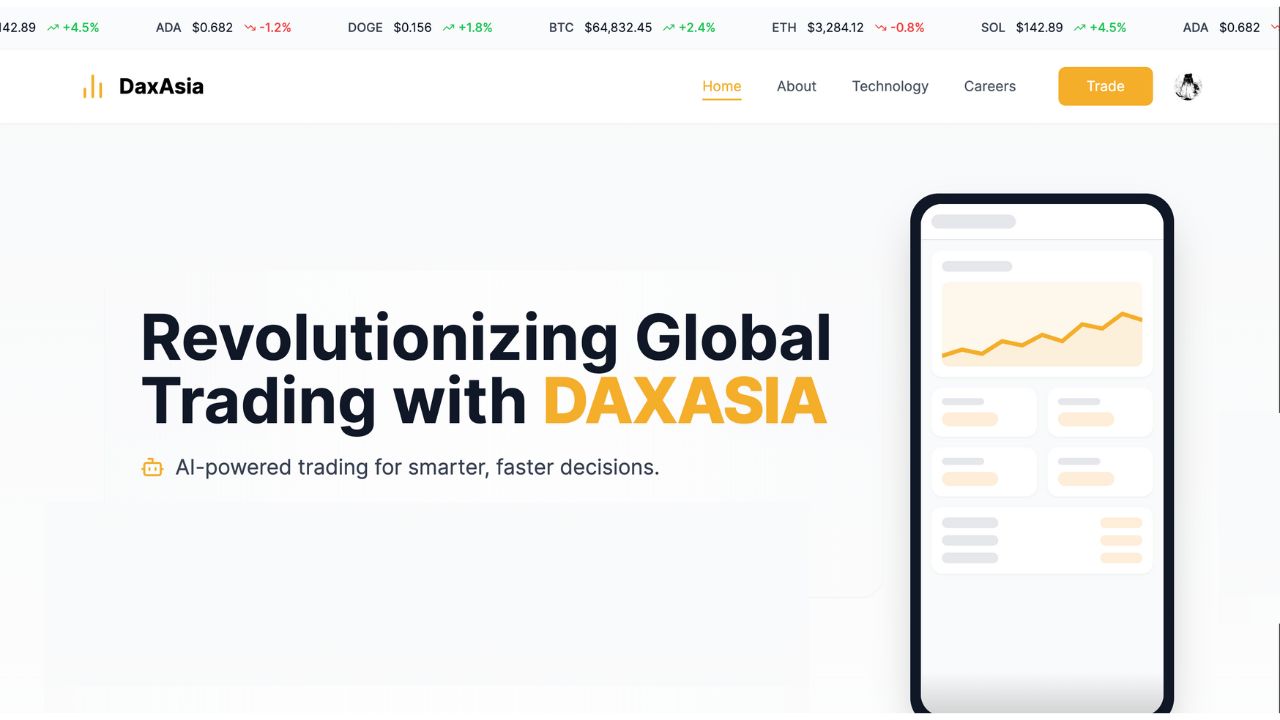 142.89 +4.5% ADA $0.682 -1.2% DOGE $0.156 +1.8% BTC $64,832.45 +2.4% ETH $3,284.12 -0.8% SOL $142.89 +4.5% ADA $0.682
DaxAsia Home About Technology Careers Trade
Revolutionizing Global
Trading with DAXASIA
AI-powered trading for smarter, faster decisions.